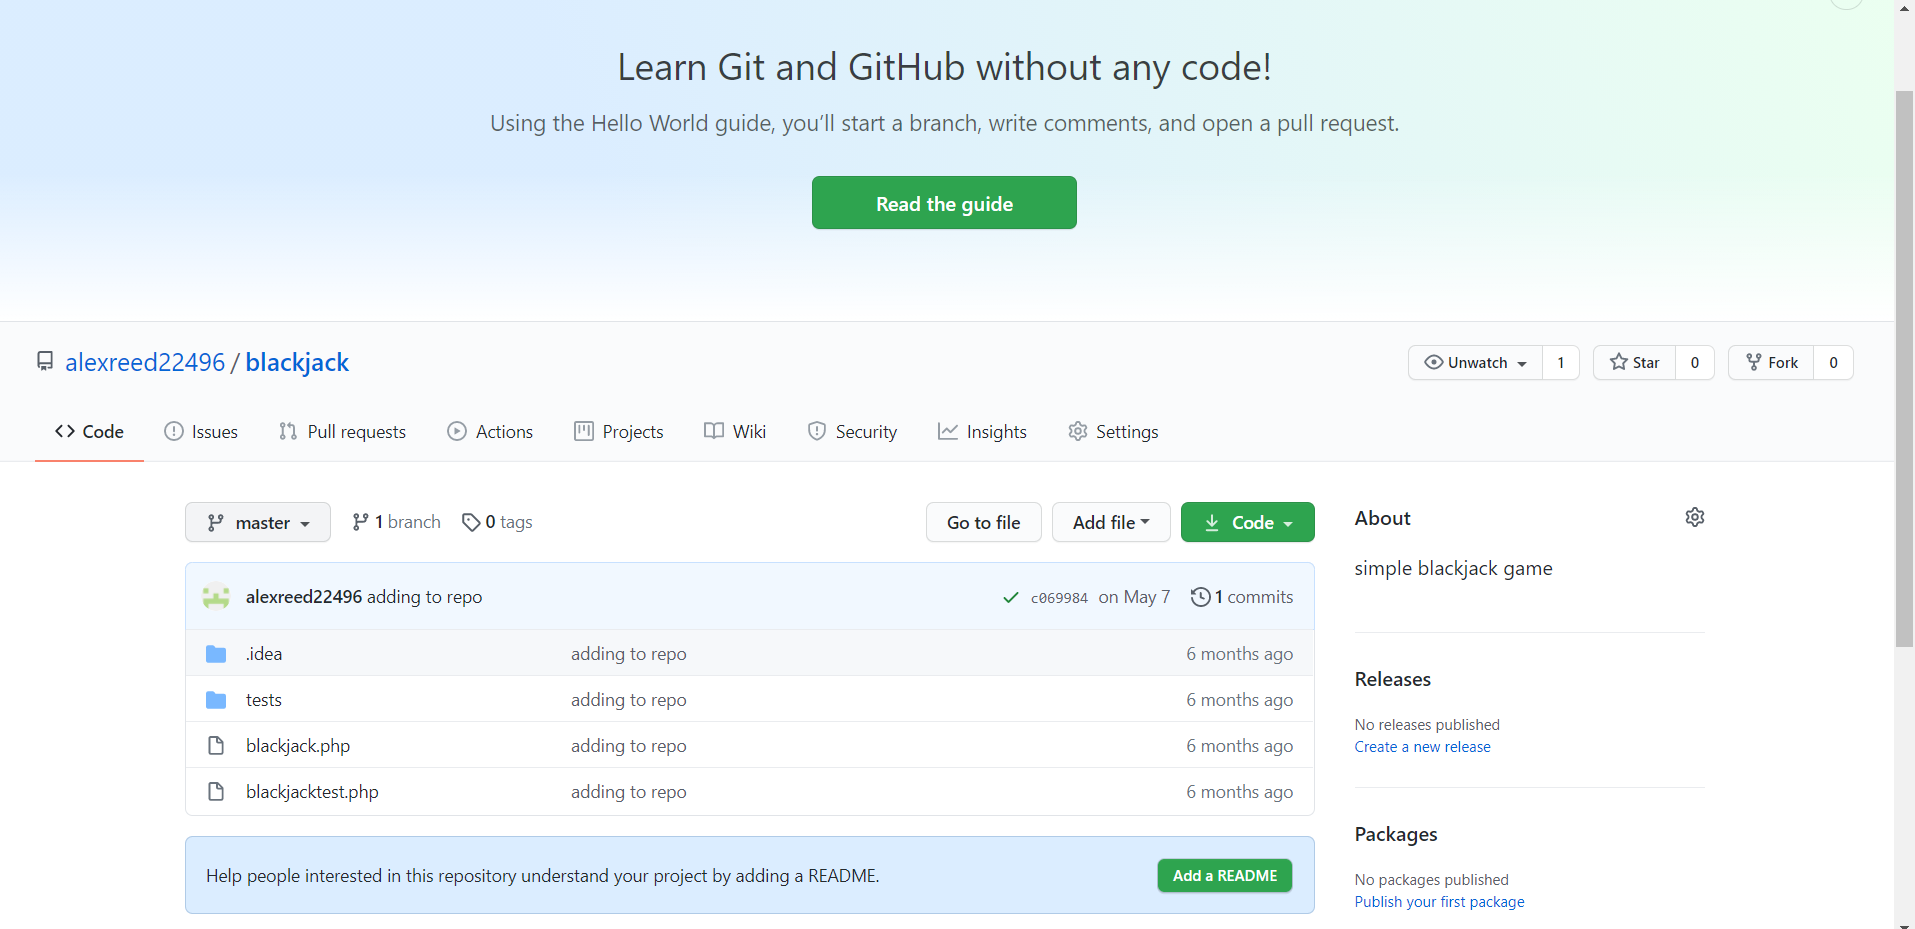 Learn Git and GitHub without any code!
Using the Hello World guide, you’ll start a branch, write comments, and open a pull request.
Read the guide
alexreed22496 / blackjack
Unwatch 1 Star 0 Fork 0
Code Issues Pull requests Actions Projects Wiki Security Insights Settings
master 1 branch 0 tags Go to file Add file Code
alexreed22496 adding to repo c069984 on May 7 1 commits
.idea adding to repo 6 months ago
tests adding to repo 6 months ago
blackjack.php adding to repo 6 months ago
blackjacktest.php adding to repo 6 months ago
Help people interested in this repository understand your project by adding a README. Add a README
About
simple blackjack game
Releases
No releases published
Create a new release
Packages
No packages published
Publish your first package